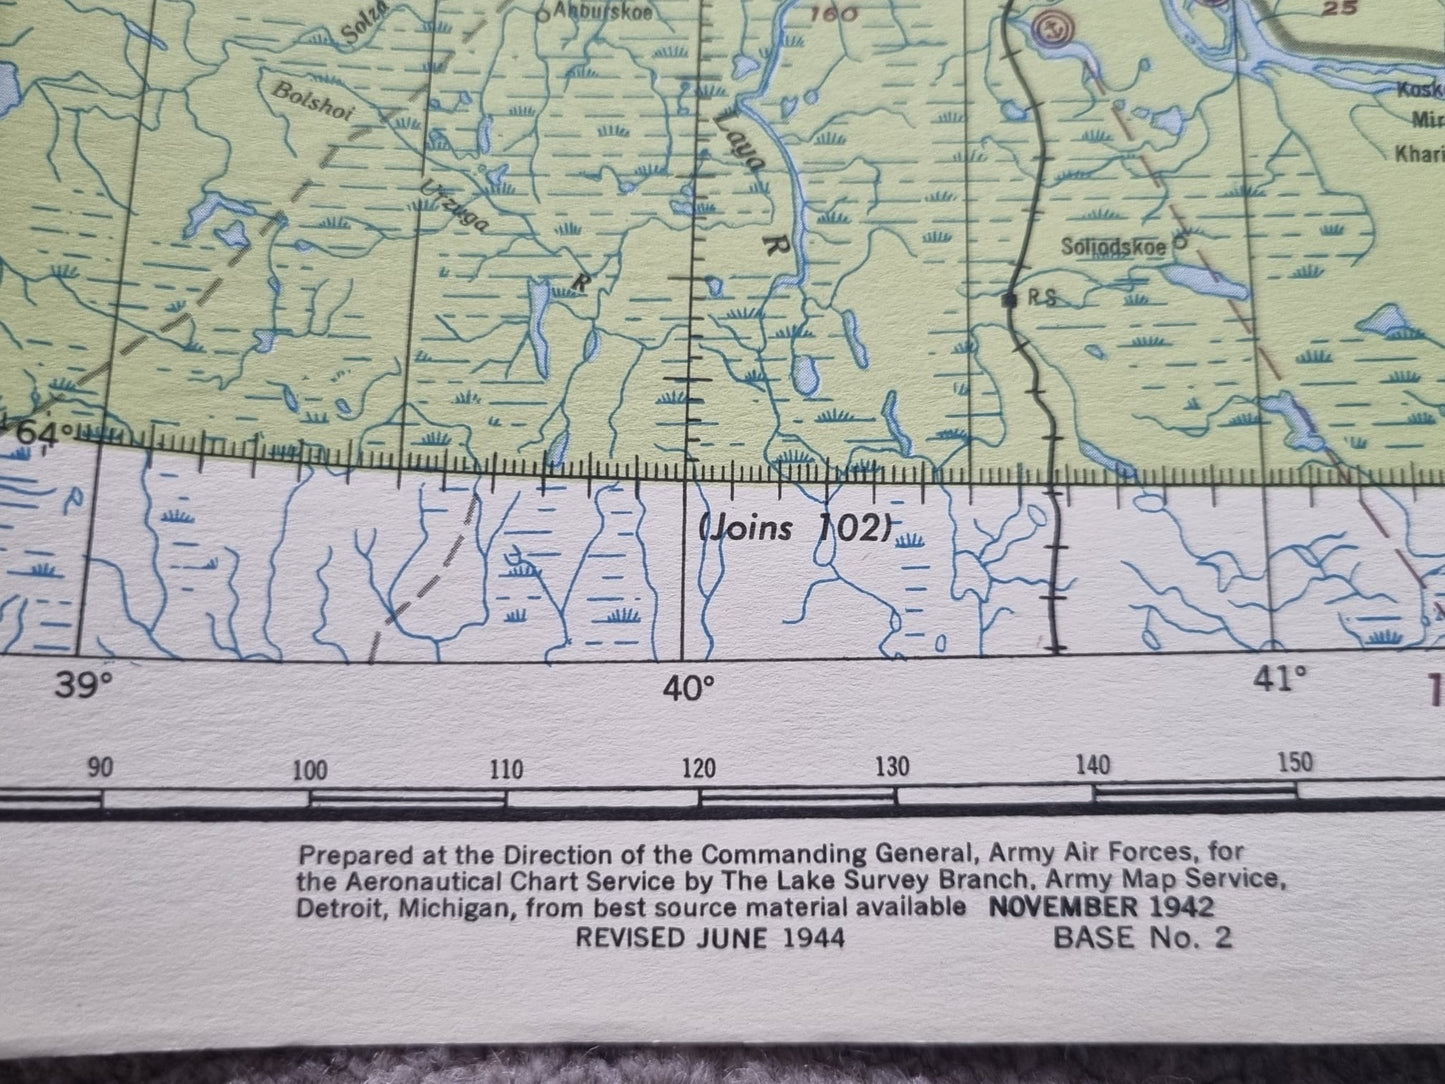 Solza
Ahburskoe
160
25
Bolshoi
Kosk
Mir
Khari
Laya
Urzuga
R
R
Soliodskoe
R.S.
64°
(Joins 102)
39°
40°
41°
1
90 100 110 120 130 140 150
Prepared at the Direction of the Commanding General, Army Air Forces, for
the Aeronautical Chart Service by The Lake Survey Branch, Army Map Service,
Detroit, Michigan, from best source material available NOVEMBER 1942
REVISED JUNE 1944 BASE No. 2